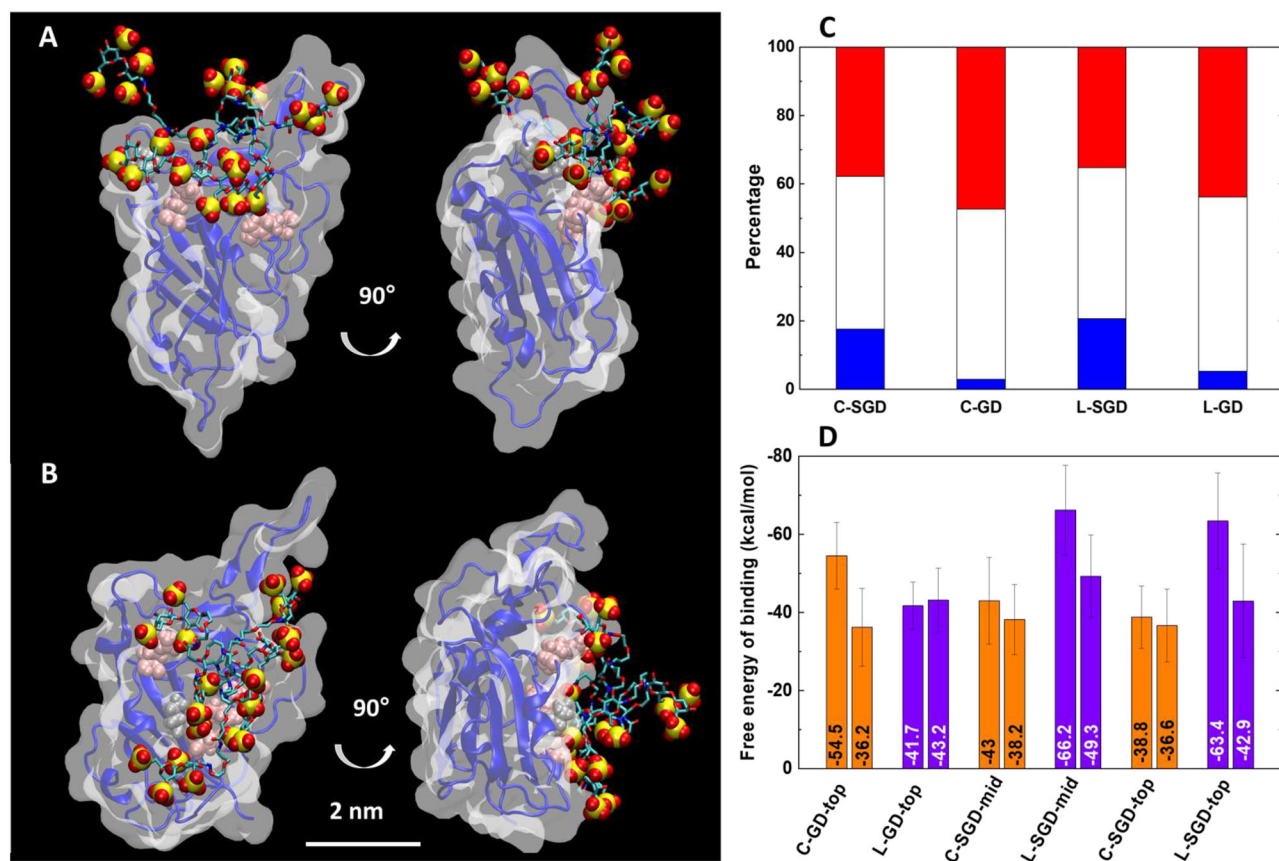 A
90°
B
90°
2 nm
C
Percentage
100
80
60
40
20
0
C-SGD
C-GD
L-SGD
L-GD
D
Free energy of binding (kcal/mol)
-80
-60
-40
-20
0
-54.5
-36.2
-41.7
-43.2
-43
-38.2
-66.2
-49.3
-38.8
-36.6
-63.4
-42.9
C-GD-top
L-GD-top
C-SGD-mid
L-SGD-mid
C-SGD-top
L-SGD-top